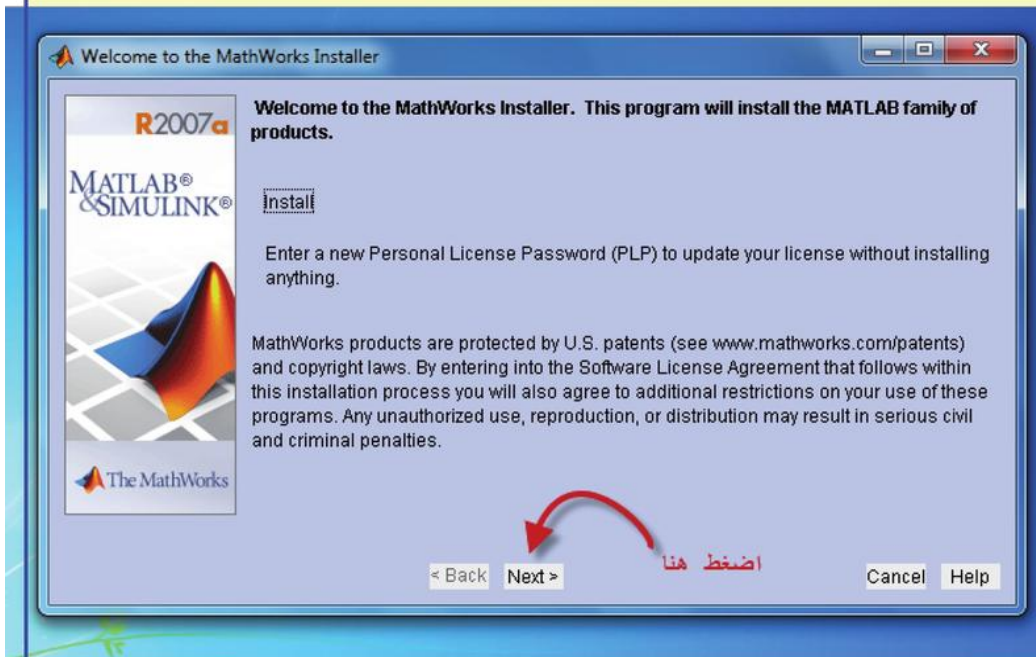 Welcome to the MathWorks Installer
R2007a
MATLAB®
&SIMULINK®
The MathWorks
Welcome to the MathWorks Installer. This program will install the MATLAB family of
products.
Install
Enter a new Personal License Password (PLP) to update your license without installing
anything.
MathWorks products are protected by U.S. patents (see www.mathworks.com/patents)
and copyright laws. By entering into the Software License Agreement that follows within
this installation process you will also agree to additional restrictions on your use of these
programs. Any unauthorized use, reproduction, or distribution may result in serious civil
and criminal penalties.
اضغط هنا
< Back Next > Cancel Help